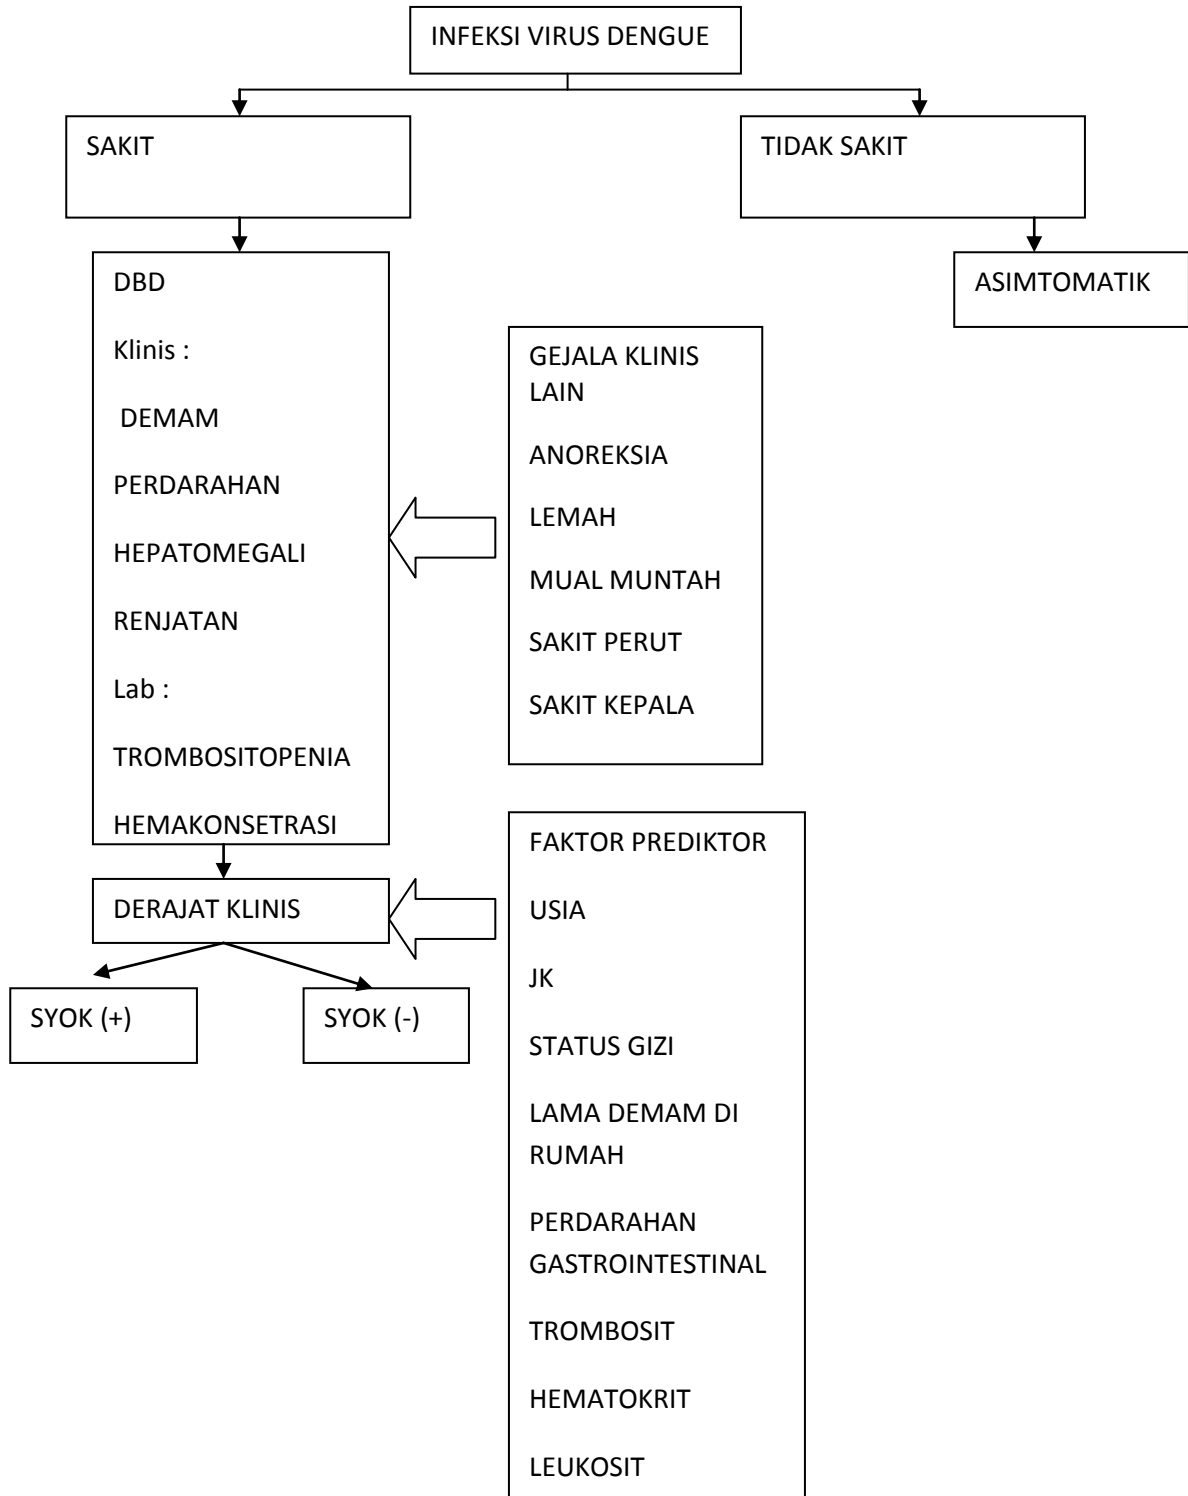 INFEKSI VIRUS DENGUE
SAKIT
TIDAK SAKIT
DBD
Klinis :
DEMAM
PERDARAHAN
HEPATOMEGALI
RENJATAN
Lab :
TROMBOSITOPENIA
HEMAKONSETRASI
ASIMTOMATIK
GEJALA KLINIS
LAIN
ANOREKSIA
LEMAH
MUAL MUNTAH
SAKIT PERUT
SAKIT KEPALA
DERAJAT KLINIS
SYOK (+)
SYOK (-)
FAKTOR PREDIKTOR
USIA
JK
STATUS GIZI
LAMA DEMAM DI
RUMAH
PERDARAHAN
GASTROINTESTINAL
TROMBOSIT
HEMATOKRIT
LEUKOSIT